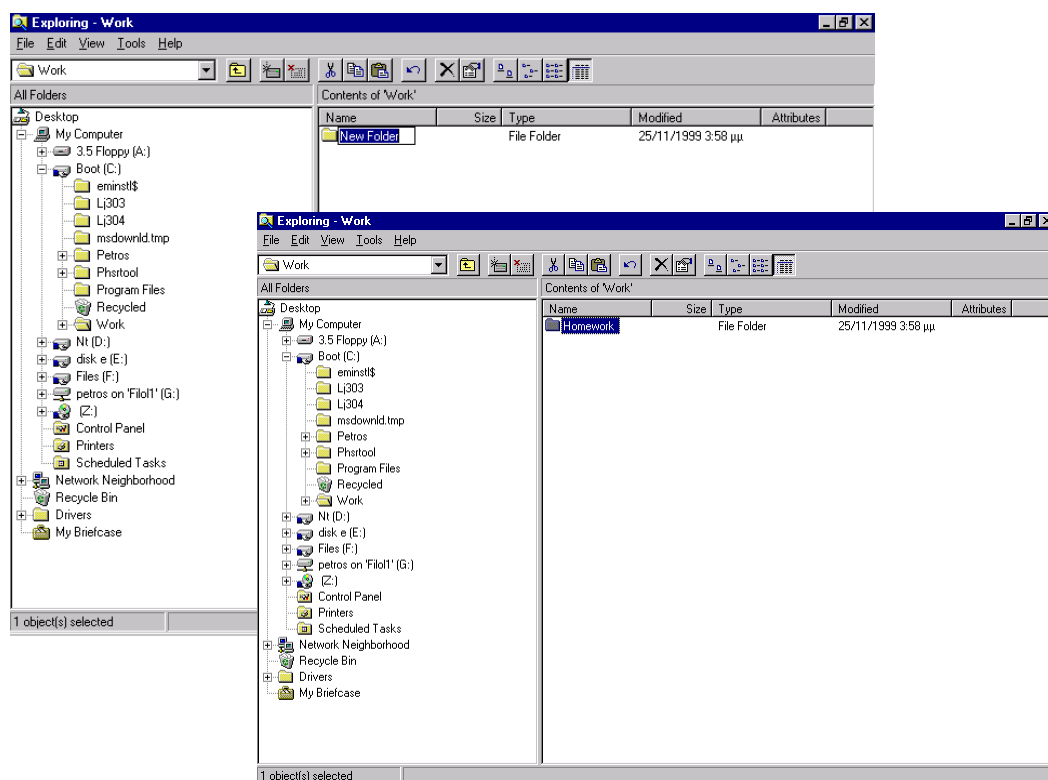 Exploring - Work
File Edit View Tools Help
Work
All Folders
Contents of 'Work'
Desktop
My Computer
3.5 Floppy (A:)
Boot (C:)
eminstl$
Lj303
Lj304
msdownld.tmp
Petros
Phsrtool
Program Files
Recycled
Work
Nt (D:)
disk e (E:)
Files (F:)
petros on 'Filol1' (G:)
(Z:)
Control Panel
Printers
Scheduled Tasks
Network Neighborhood
Recycle Bin
Drivers
My Briefcase
Name Size Type Modified Attributes
New Folder File Folder 25/11/1999 3:58 μμ
1 object(s) selected
Exploring - Work
File Edit View Tools Help
Work
All Folders
Contents of 'Work'
Desktop
My Computer
3.5 Floppy (A:)
Boot (C:)
eminstl$
Lj303
Lj304
msdownld.tmp
Petros
Phsrtool
Program Files
Recycled
Work
Nt (D:)
disk e (E:)
Files (F:)
petros on 'Filol1' (G:)
(Z:)
Control Panel
Printers
Scheduled Tasks
Network Neighborhood
Recycle Bin
Drivers
My Briefcase
Name Size Type Modified Attributes
Homework File Folder 25/11/1999 3:58 μμ
1 object(s) selected